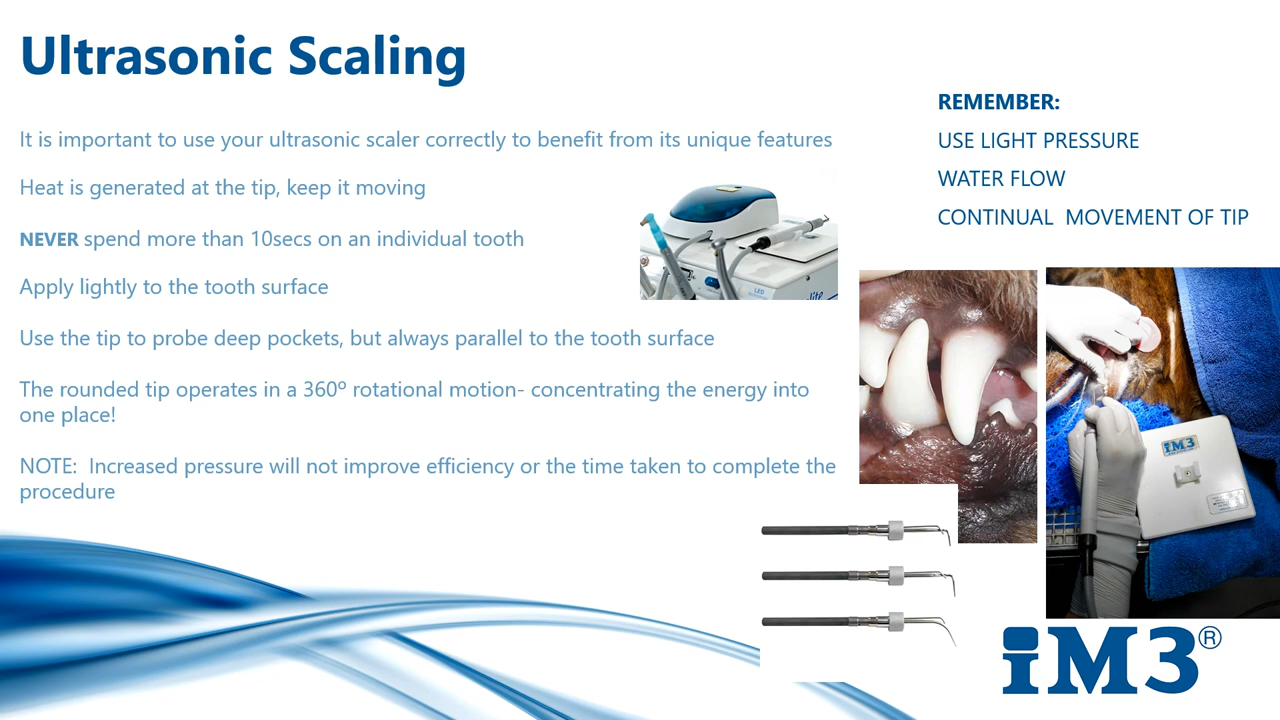 Ultrasonic Scaling
It is important to use your ultrasonic scaler correctly to benefit from its unique features
Heat is generated at the tip, keep it moving
NEVER spend more than 10secs on an individual tooth
Apply lightly to the tooth surface
Use the tip to probe deep pockets, but always parallel to the tooth surface
The rounded tip operates in a 360º rotational motion- concentrating the energy into
one place!
NOTE:  Increased pressure will not improve efficiency or the time taken to complete the
procedure
REMEMBER:
USE LIGHT PRESSURE
WATER FLOW
CONTINUAL  MOVEMENT OF TIP
LED
iM3
iM3®